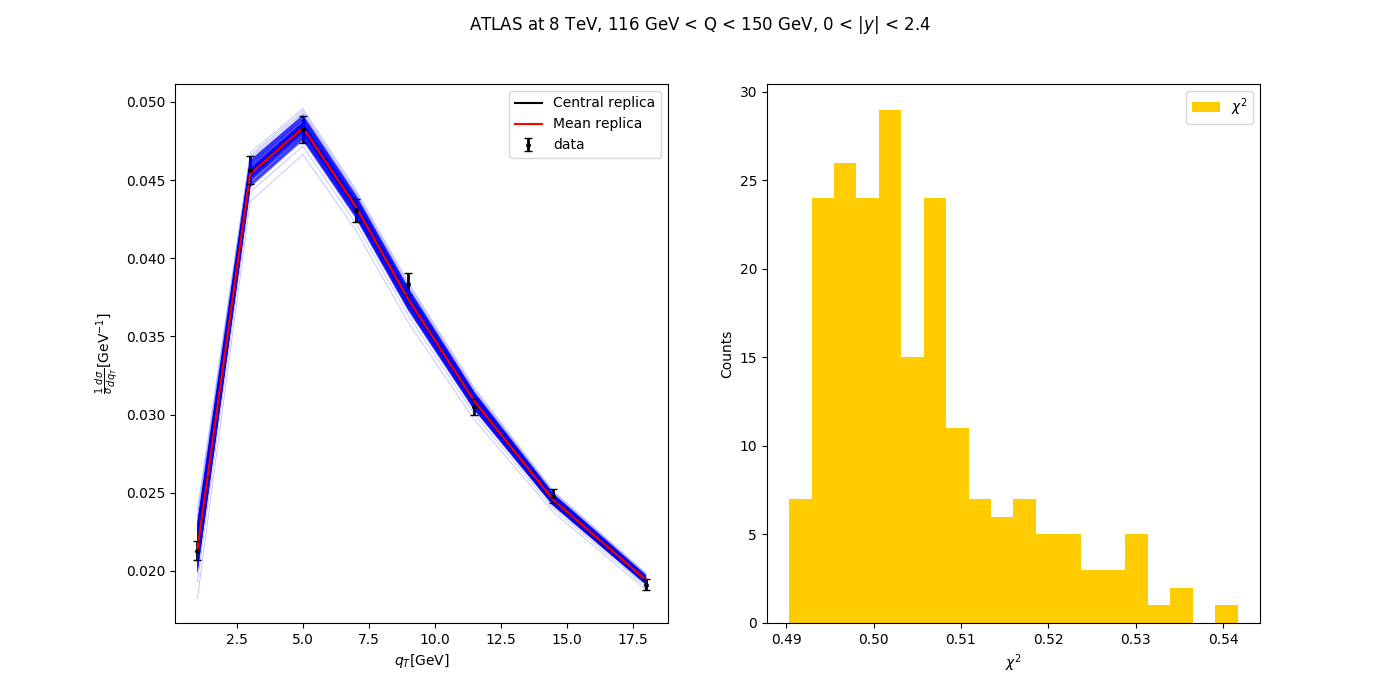 ATLAS at 8 TeV, 116 GeV < Q < 150 GeV, 0 < |y| < 2.4
0.050
0.045
0.040
0.035
0.030
0.025
0.020
2.5 5.0 7.5 10.0 12.5 15.0 17.5
q_T[GeV]
\frac{1}{σ}\frac{dσ}{dq_T}[GeV⁻¹]
Central replica
Mean replica
data
30
25
20
15
10
5
0
0.49 0.50 0.51 0.52 0.53 0.54
χ²
Counts
χ²